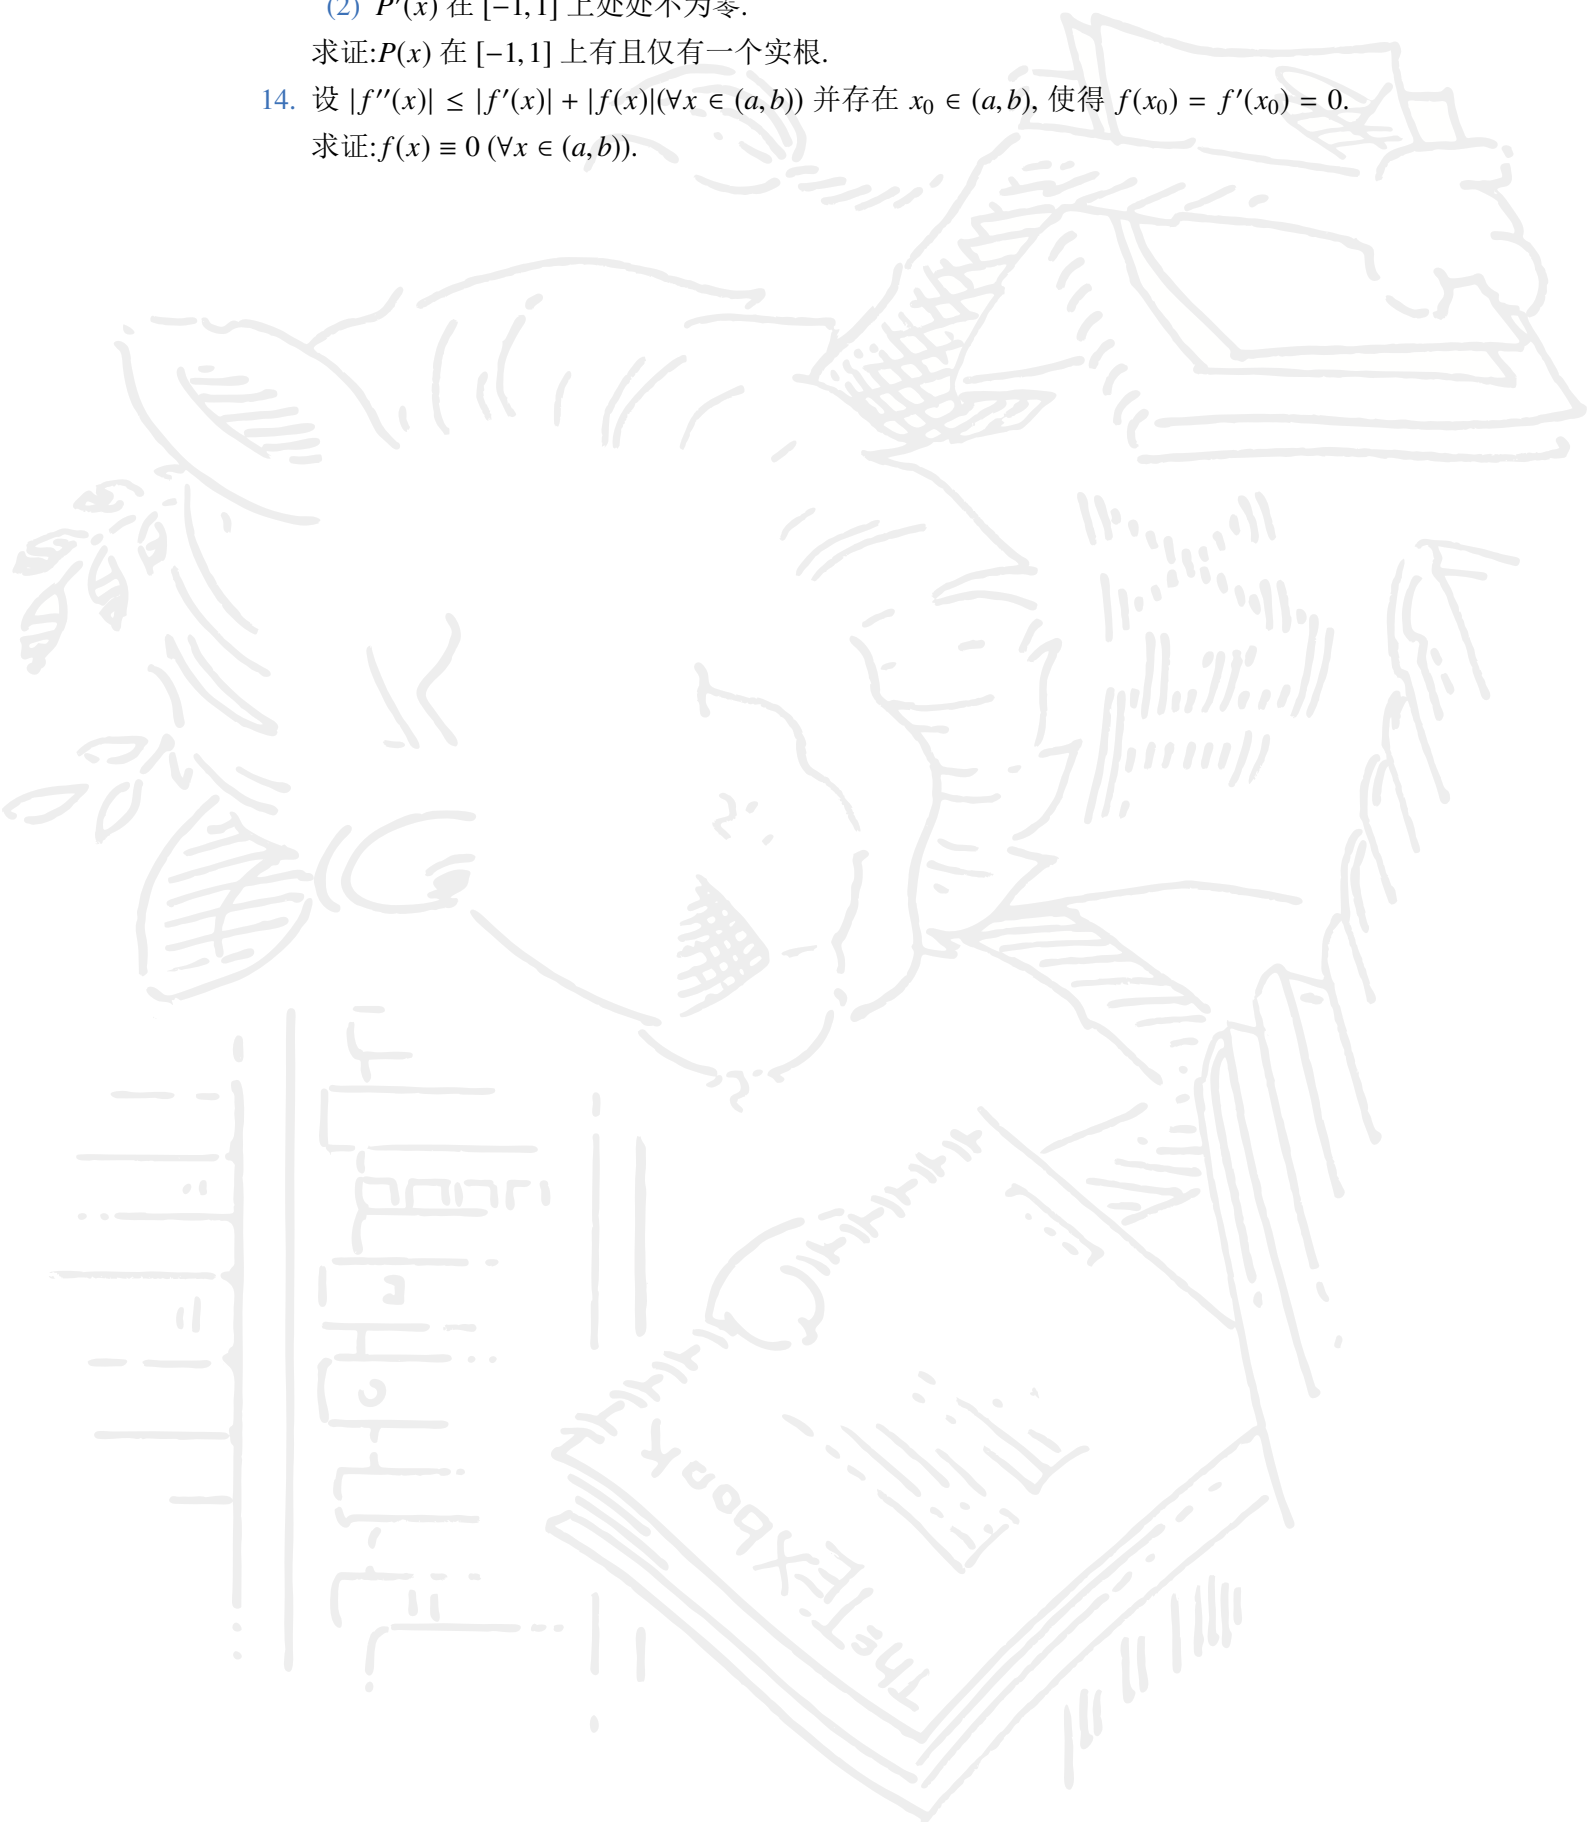 (2) P′(x) 在 [−1, 1] 上处处不为零.
求证:P(x) 在 [−1, 1] 上有且仅有一个实根.
14. 设 |f′′(x)| ≤ |f′(x)| + |f(x)|(∀x ∈ (a, b)) 并存在 x₀ ∈ (a, b), 使得 f(x₀) = f′(x₀) = 0.
求证:f(x) ≡ 0 (∀x ∈ (a, b)).
The TEXbook